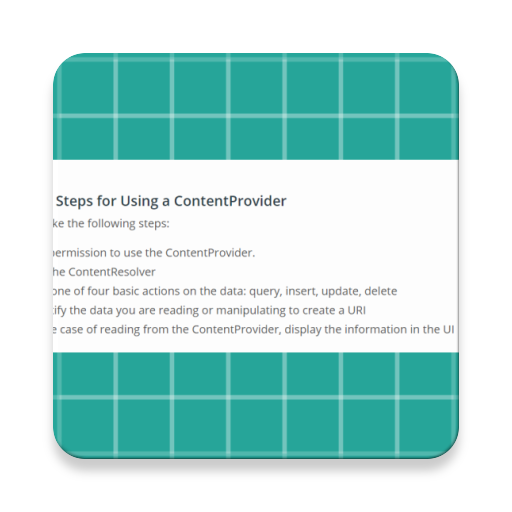 Steps for Using a ContentProvider
ke the following steps:
ermission to use the ContentProvider.
he ContentResolver
one of four basic actions on the data: query, insert, update, delete
ify the data you are reading or manipulating to create a URI
e case of reading from the ContentProvider, display the information in the UI